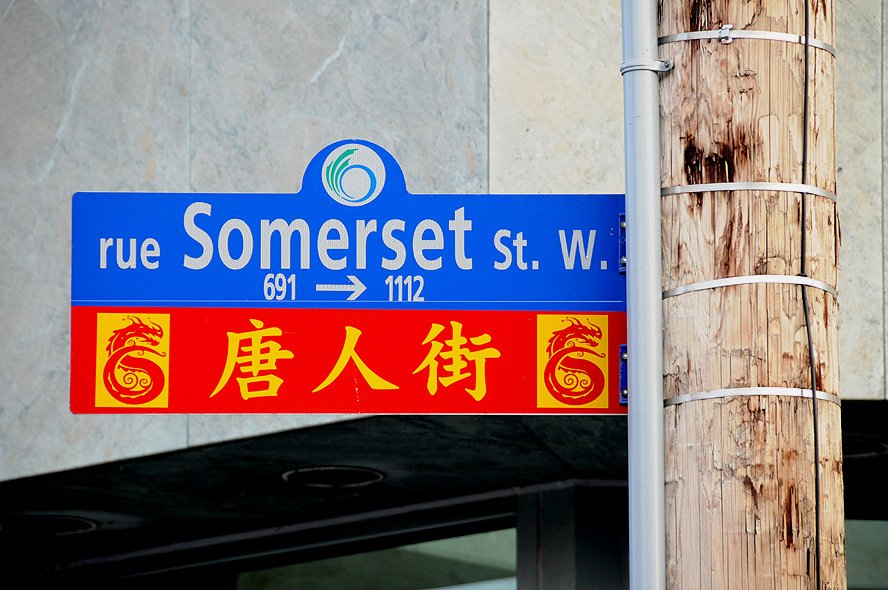 rue Somerset St. W.
691 → 1112
唐人街